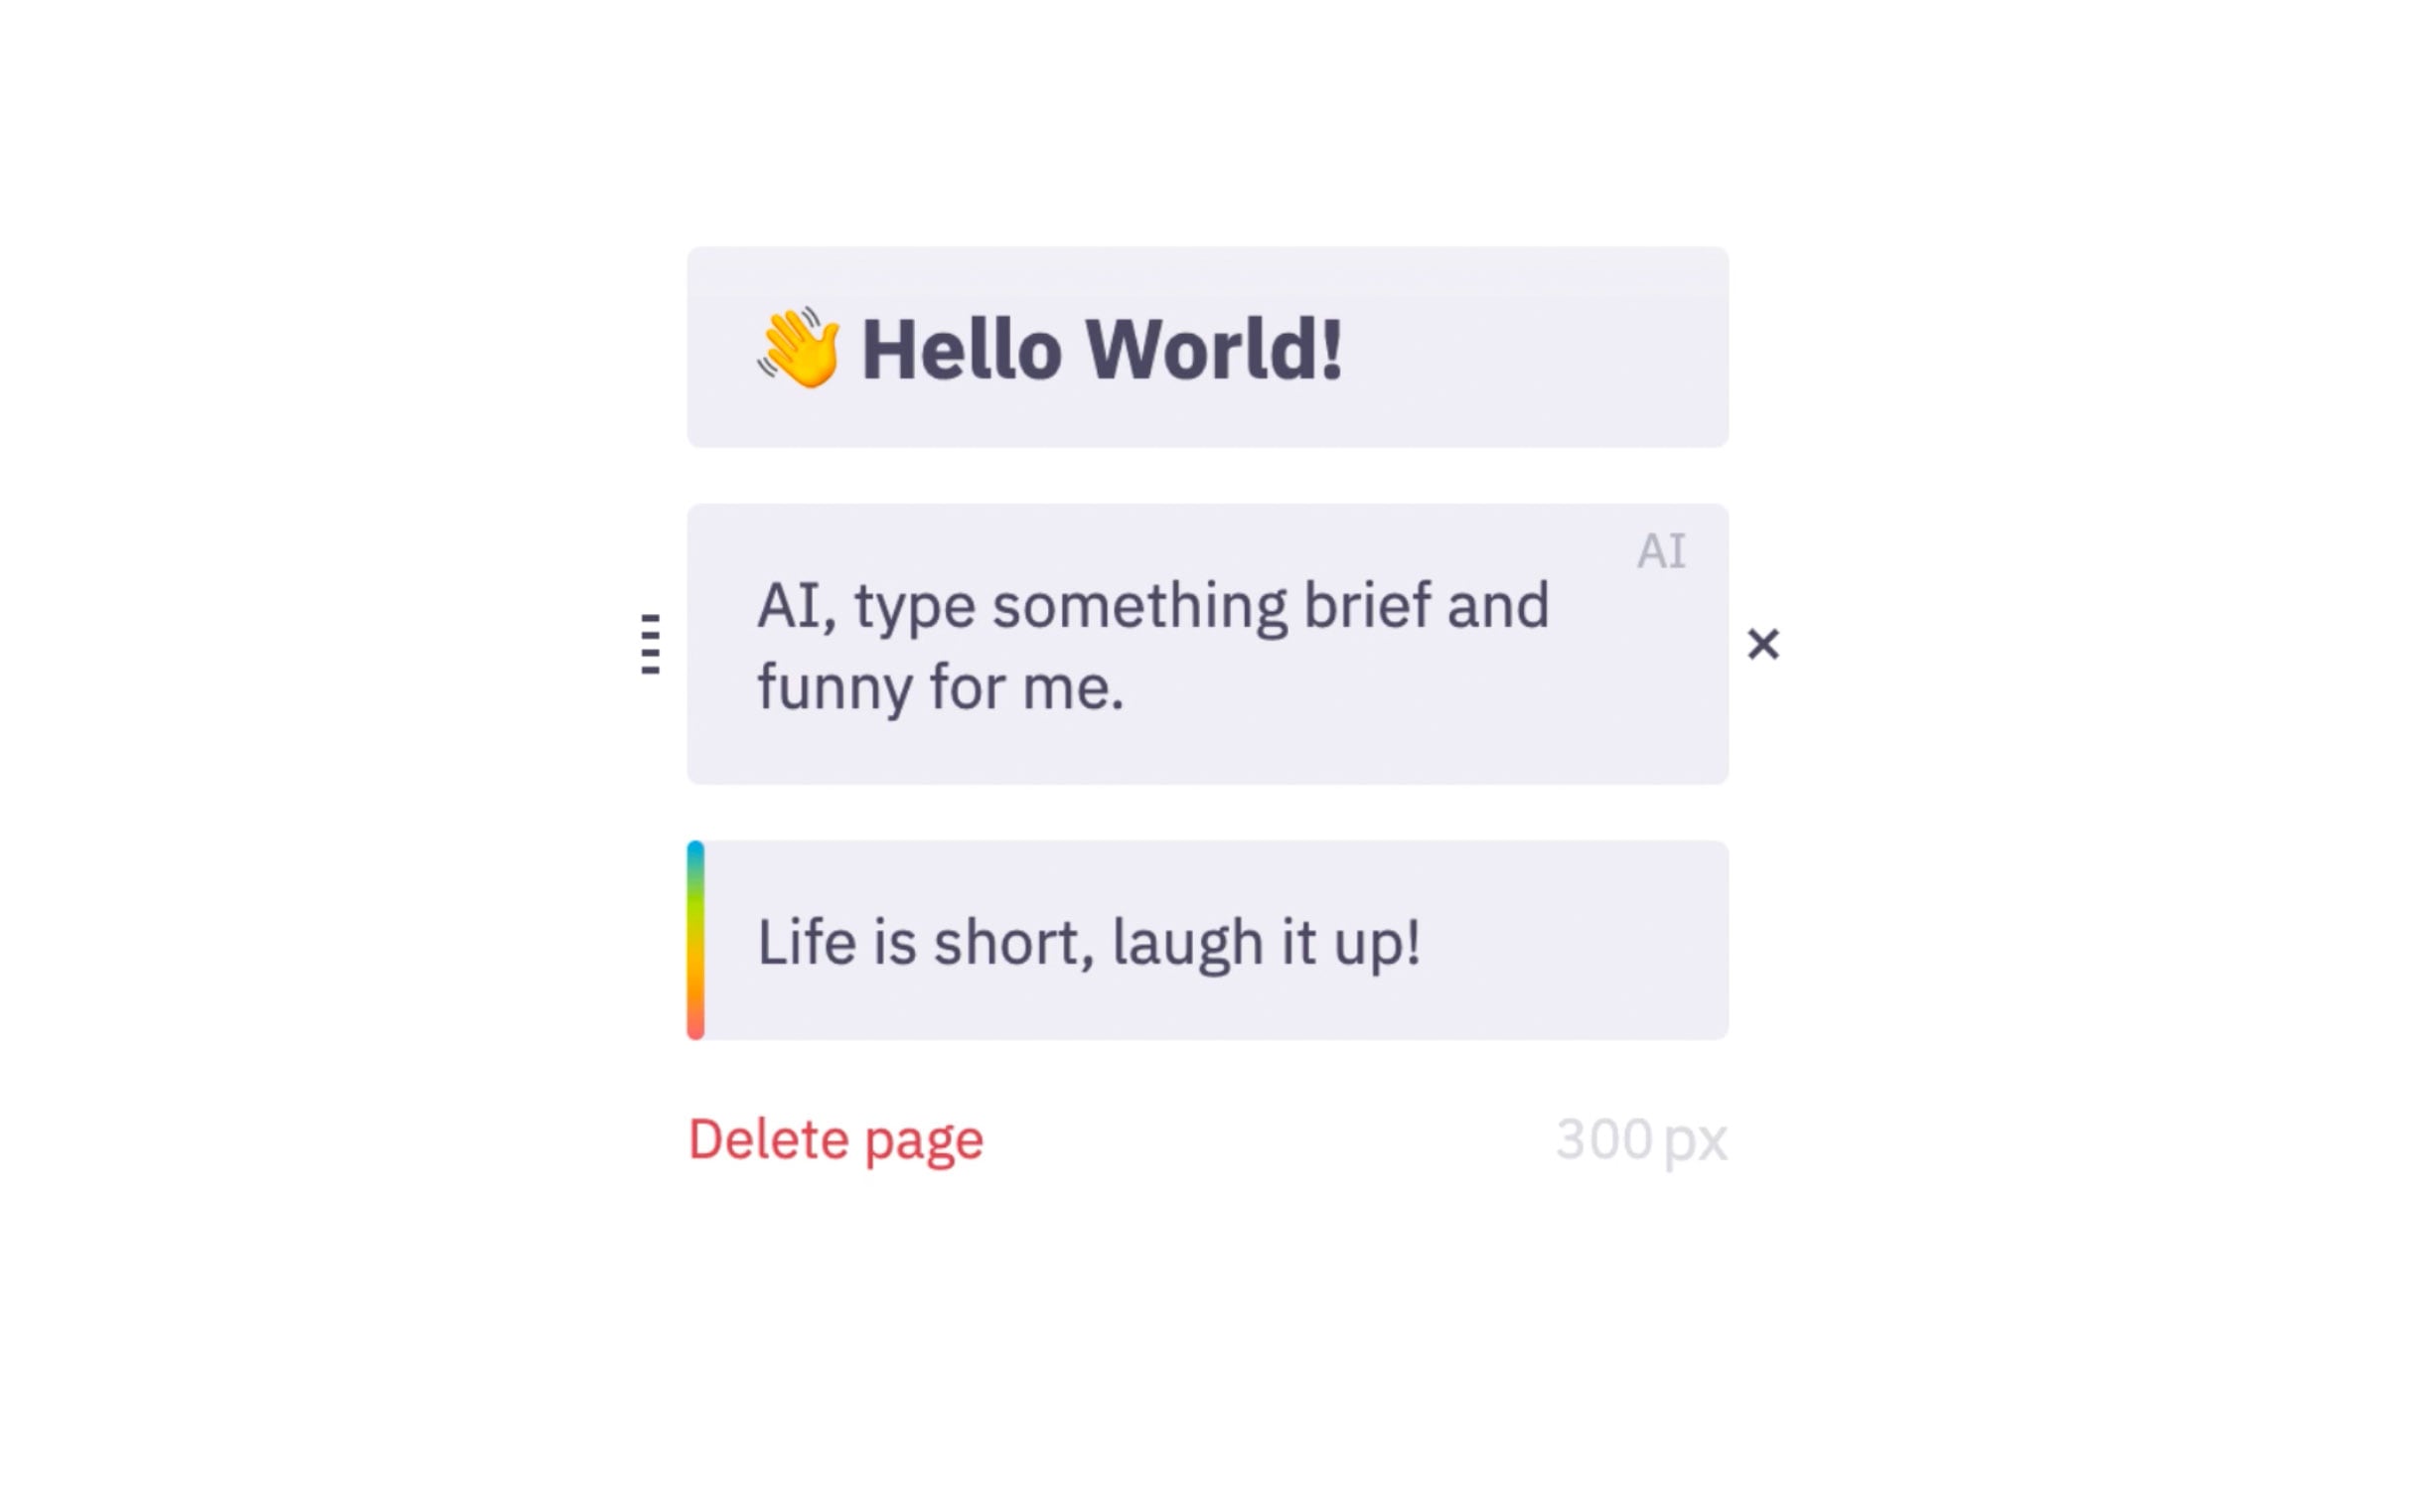 👋 Hello World!
AI
AI, type something brief and
funny for me.
Life is short, laugh it up!
Delete page
300 px